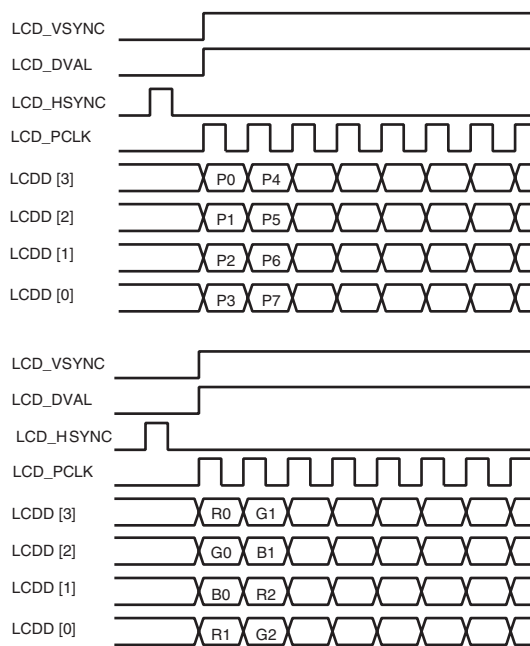 LCD_VSYNC
LCD_DVAL
LCD_HSYNC
LCD_PCLK
LCDD [3] P0 P4
LCDD [2] P1 P5
LCDD [1] P2 P6
LCDD [0] P3 P7
LCD_VSYNC
LCD_DVAL
LCD_HSYNC
LCD_PCLK
LCDD [3] R0 G1
LCDD [2] G0 B1
LCDD [1] B0 R2
LCDD [0] R1 G2